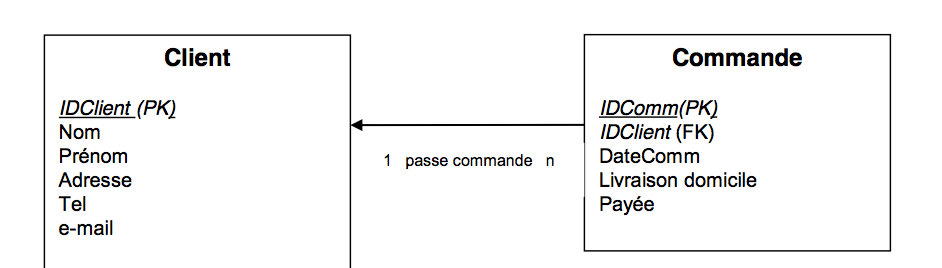 Client
IDClient (PK)
Nom
Prénom
Adresse
Tel
e-mail
1 passe commande n
Commande
IDComm(PK)
IDClient (FK)
DateComm
Livraison domicile
Payée